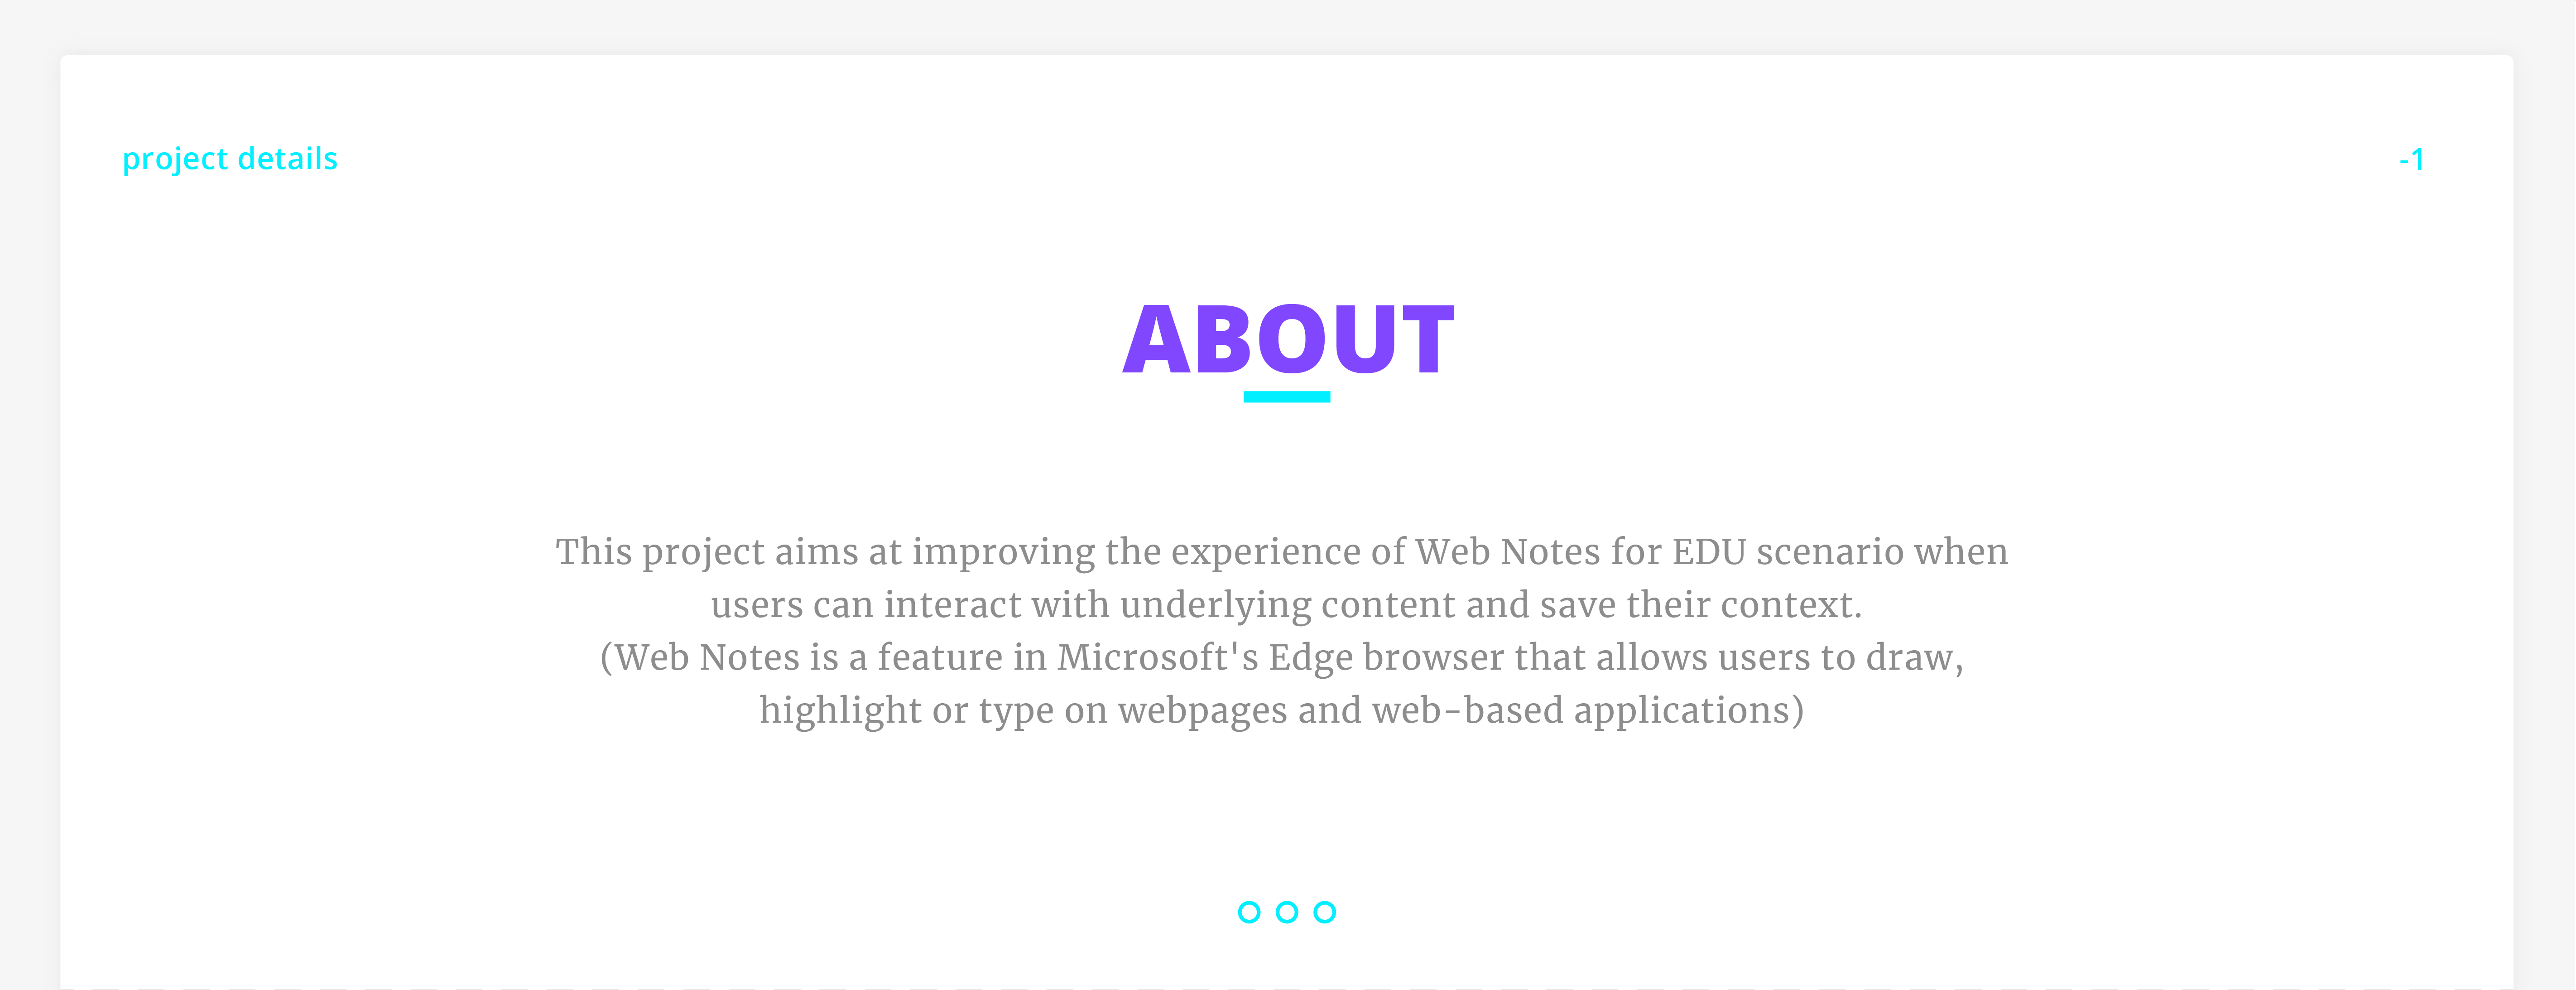 project details
-1
ABOUT
This project aims at improving the experience of Web Notes for EDU scenario when
users can interact with underlying content and save their context.
(Web Notes is a feature in Microsoft's Edge browser that allows users to draw,
highlight or type on webpages and web-based applications)